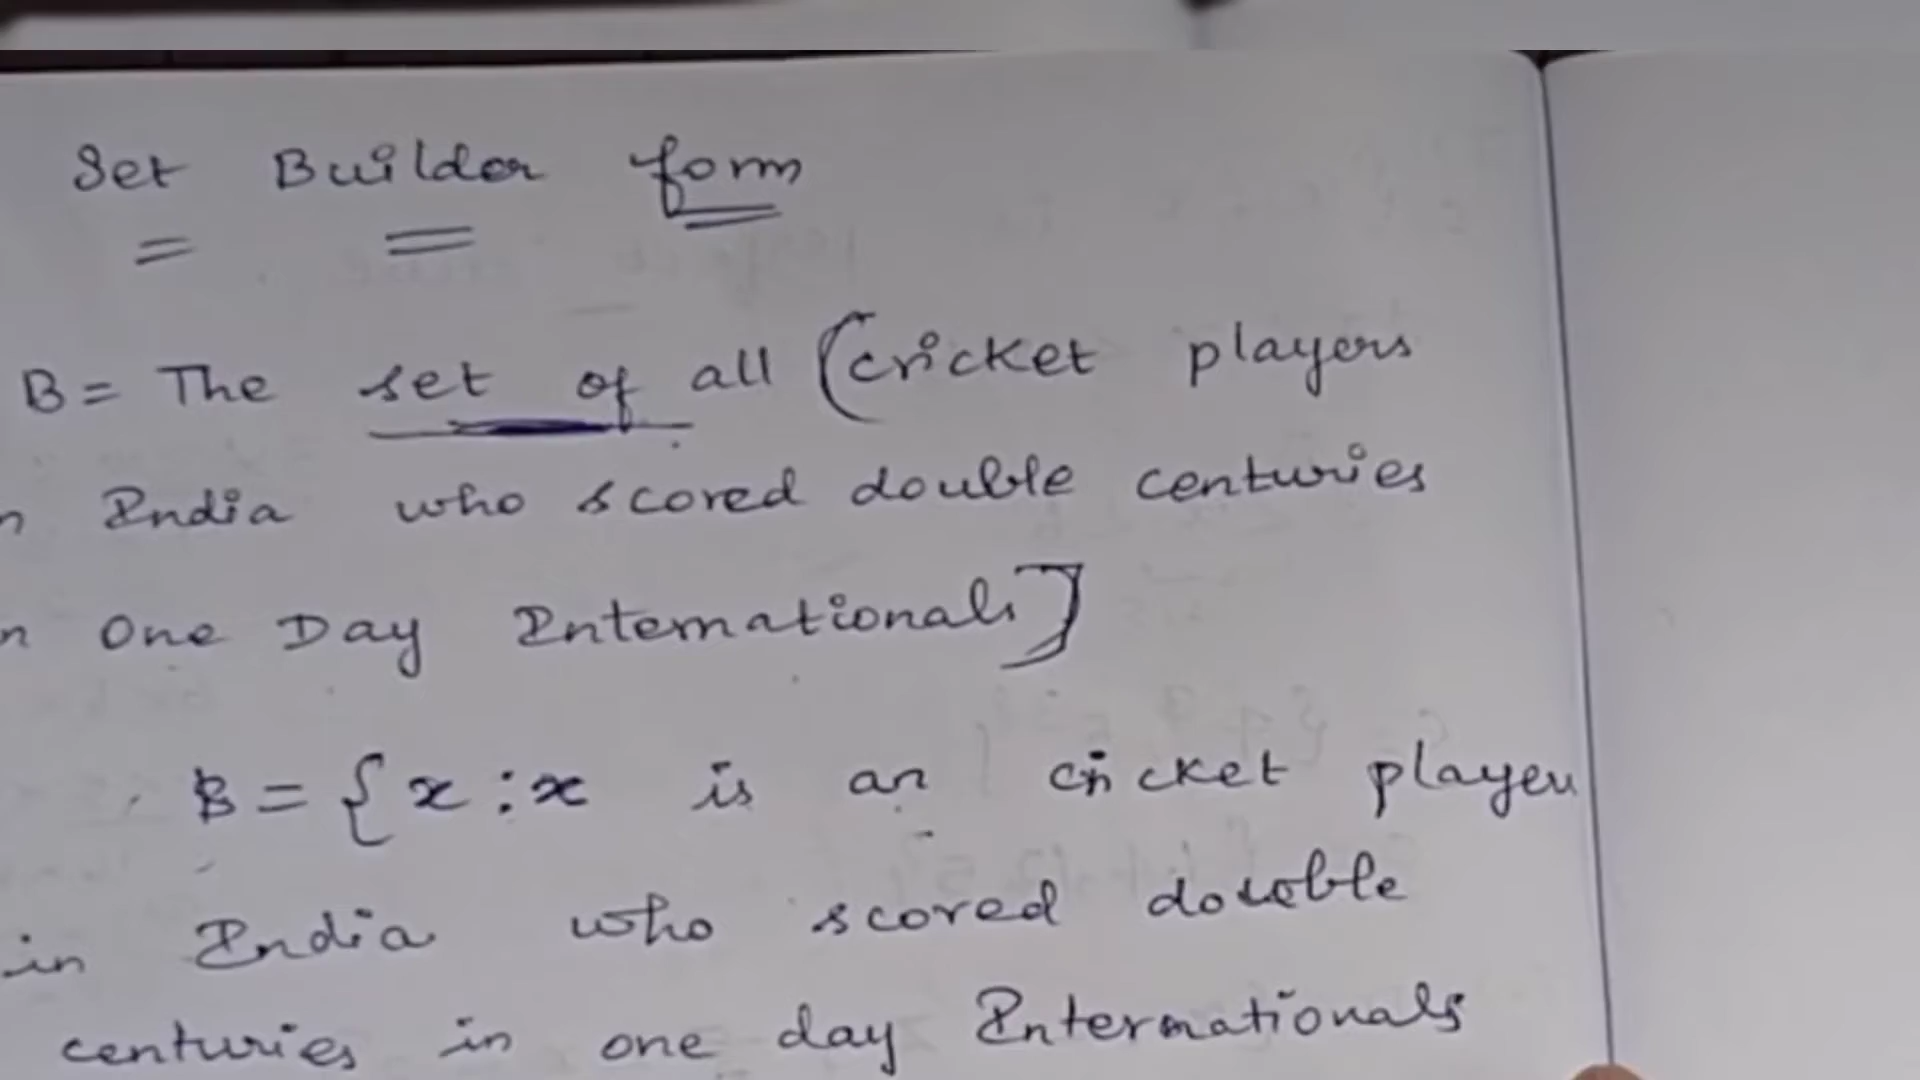 Set Builder form
B = The set of all (cricket players
India who scored double centuries
One Day Internationals]
B = {x : x is an cricket player
in India who scored double
centuries in one day Internationals